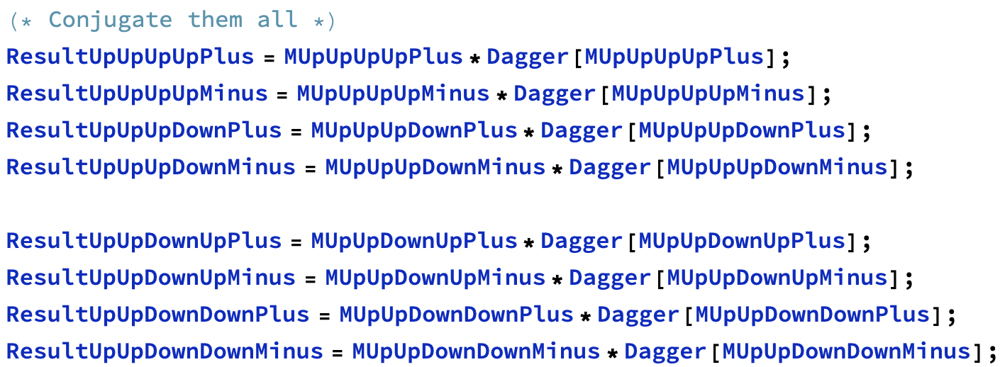 (* Conjugate them all *)
ResultUpUpUpUpPlus = MUpUpUpUpPlus * Dagger[MUpUpUpUpPlus];
ResultUpUpUpUpMinus = MUpUpUpUpMinus * Dagger[MUpUpUpUpMinus];
ResultUpUpUpDownPlus = MUpUpUpDownPlus * Dagger[MUpUpUpDownPlus];
ResultUpUpUpDownMinus = MUpUpUpDownMinus * Dagger[MUpUpUpDownMinus];
ResultUpUpDownUpPlus = MUpUpDownUpPlus * Dagger[MUpUpDownUpPlus];
ResultUpUpDownUpMinus = MUpUpDownUpMinus * Dagger[MUpUpDownUpMinus];
ResultUpUpDownDownPlus = MUpUpDownDownPlus * Dagger[MUpUpDownDownPlus];
ResultUpUpDownDownMinus = MUpUpDownDownMinus * Dagger[MUpUpDownDownMinus];